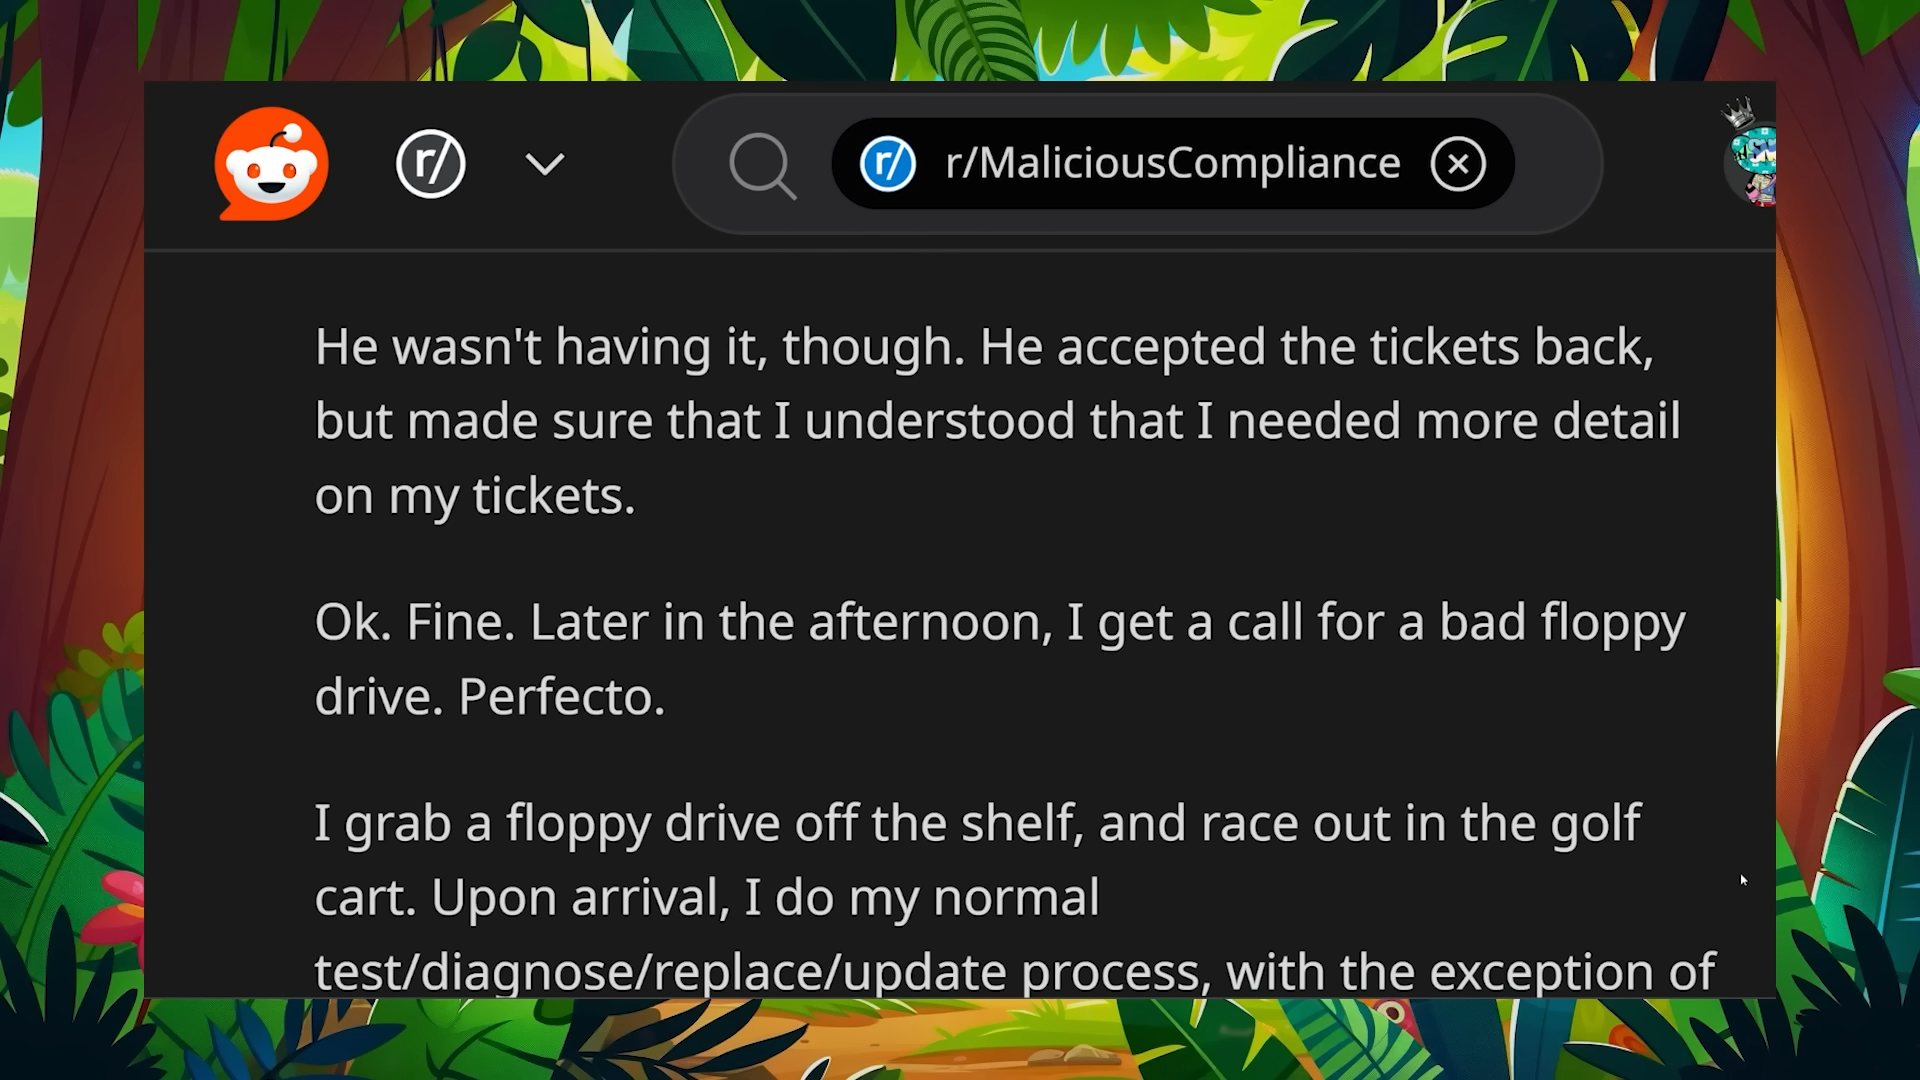 r/
r/ r/MaliciousCompliance
He wasn't having it, though. He accepted the tickets back,
but made sure that I understood that I needed more detail
on my tickets.
Ok. Fine. Later in the afternoon, I get a call for a bad floppy
drive. Perfecto.
I grab a floppy drive off the shelf, and race out in the golf
cart. Upon arrival, I do my normal
test/diagnose/replace/update process, with the exception of